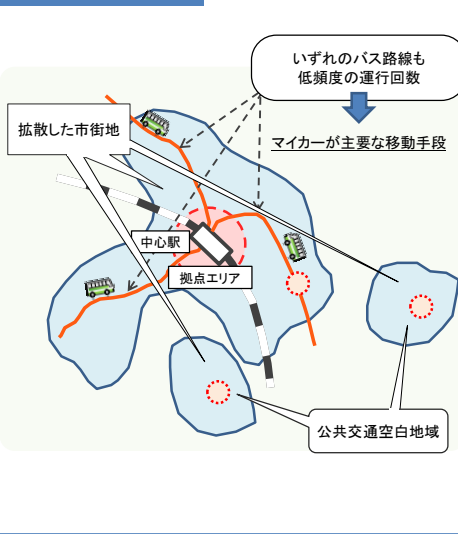 いずれのバス路線も
低頻度の運行回数
マイカーが主要な移動手段
拡散した市街地
中心駅
拠点エリア
公共交通空白地域